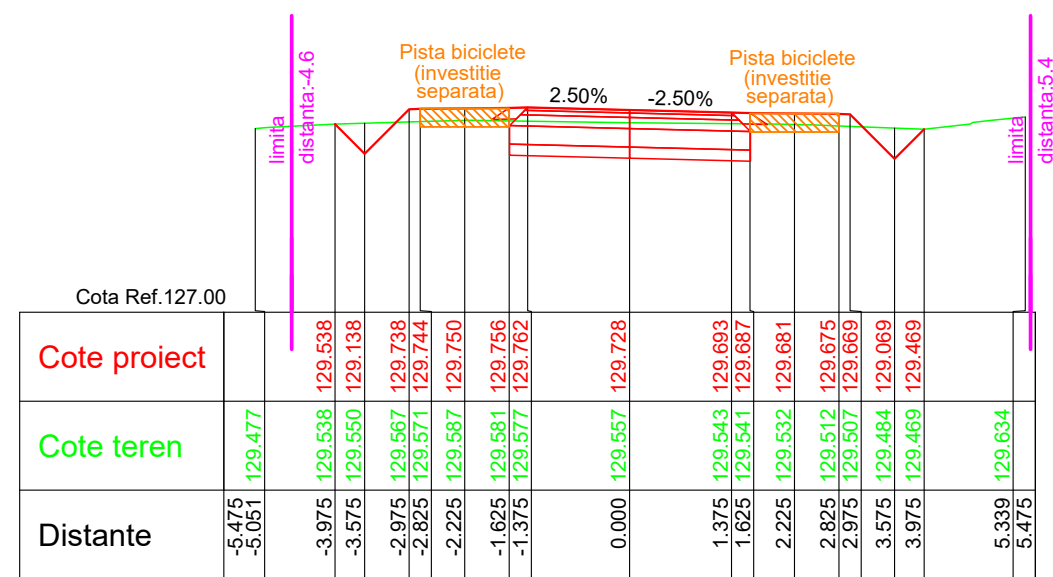 limita
distanta:-4.6
Pista biciclete
(investitie
separata)
2.50%
-2.50%
Pista biciclete
(investitie
separata)
limita
distanta:5.4
Cota Ref.127.00
Cote proiect 129.538 129.138 129.738 129.744 129.750 129.756 129.762 129.728 129.693 129.687 129.681 129.675 129.669 129.069 129.469
Cote teren 129.477 129.538 129.550 129.567 129.571 129.587 129.581 129.577 129.557 129.543 129.541 129.532 129.512 129.507 129.484 129.469 129.634
Distante -5.475 -5.051 -3.975 -3.575 -2.975 -2.825 -2.225 -1.625 -1.375 0.000 1.375 1.625 2.225 2.825 2.975 3.575 3.975 5.339 5.475